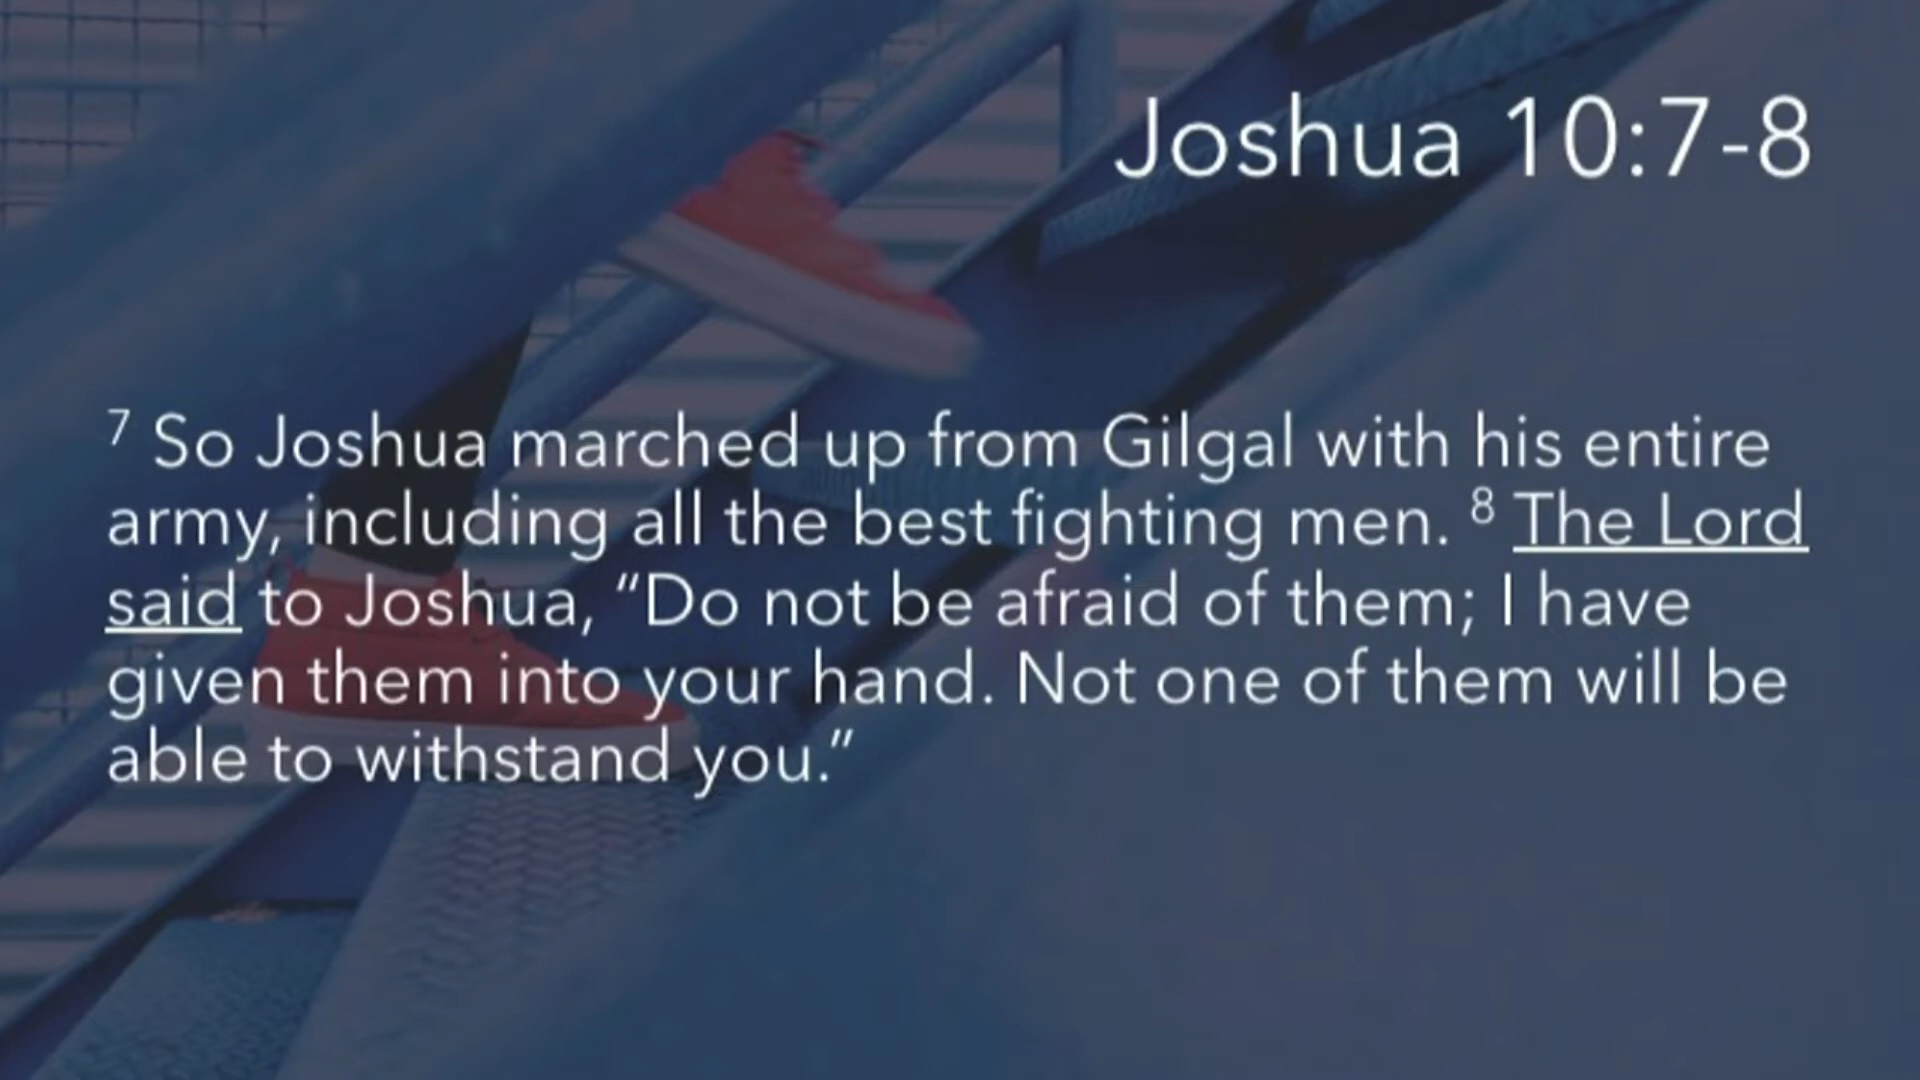 Joshua 10:7-8
7 So Joshua marched up from Gilgal with his entire
army, including all the best fighting men. 8 The Lord
said to Joshua, “Do not be afraid of them; I have
given them into your hand. Not one of them will be
able to withstand you.”